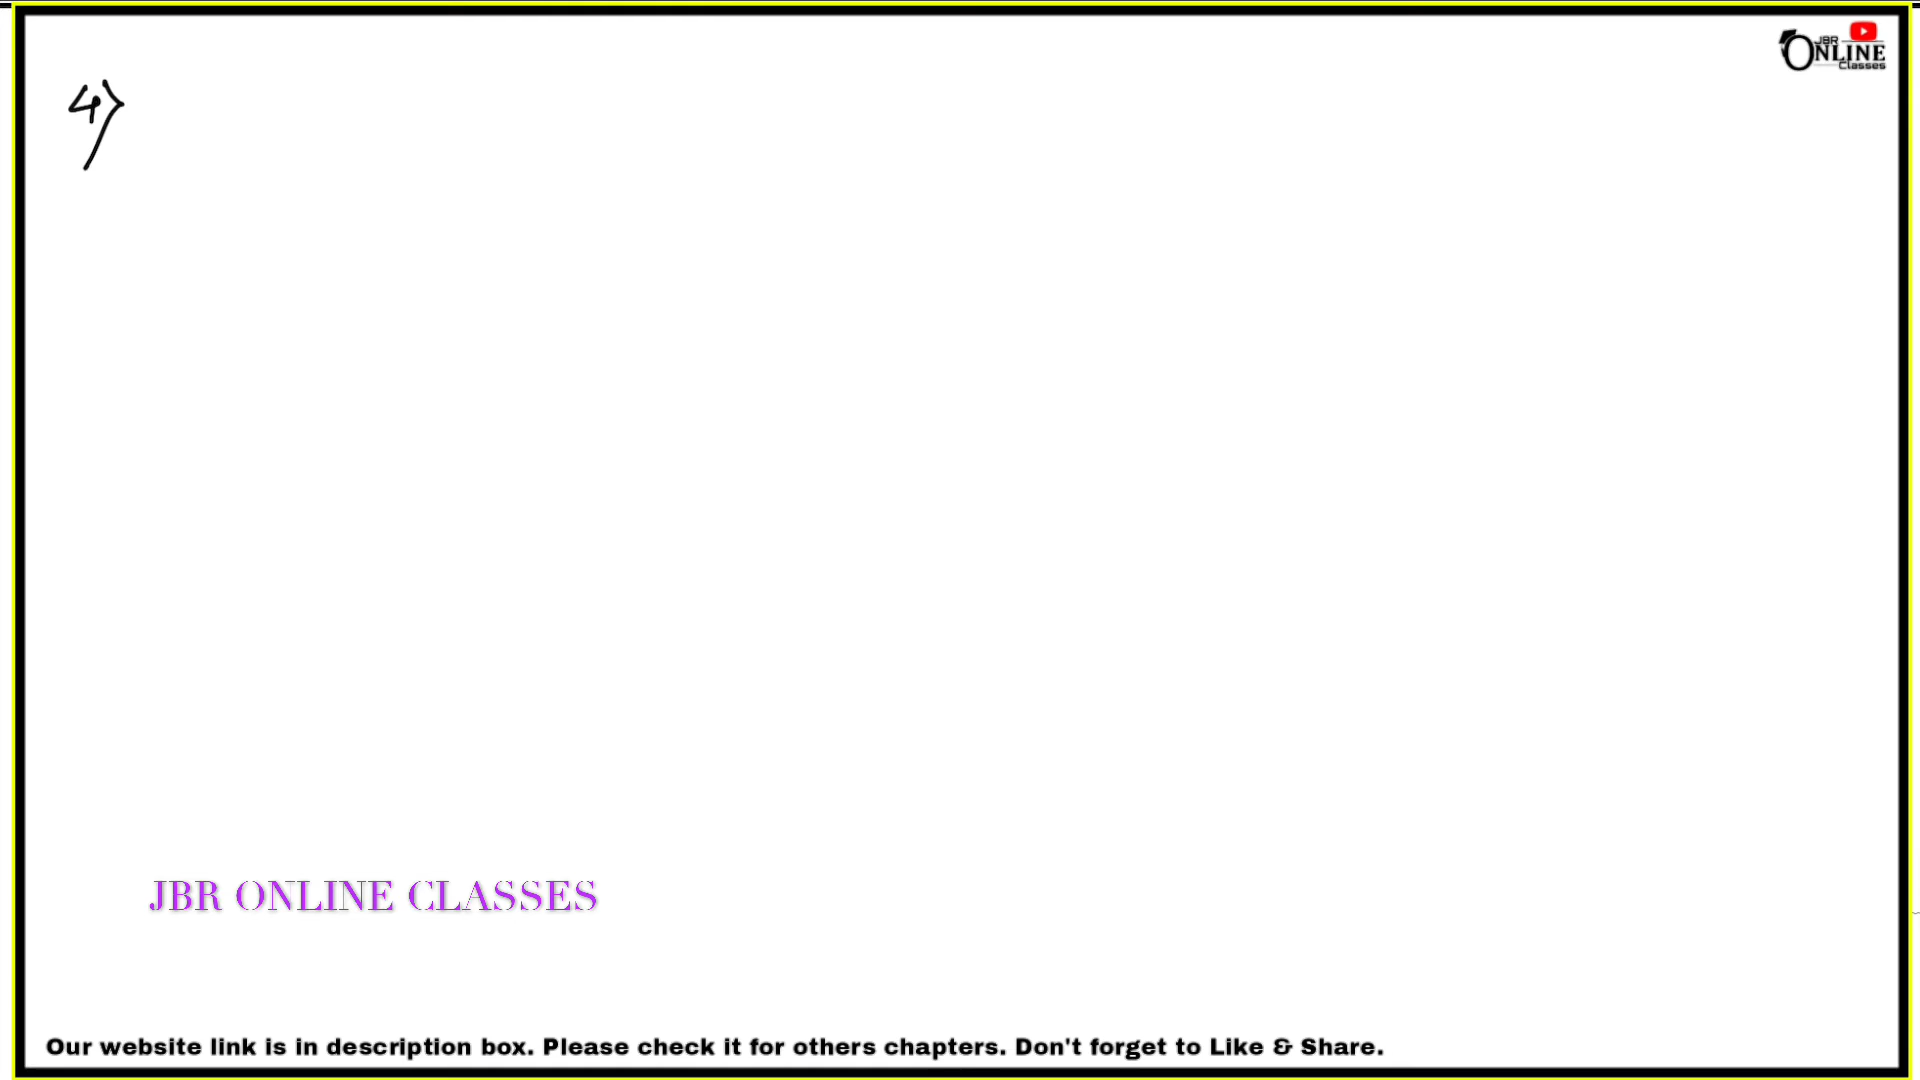 JBR
ONLINE
Classes
4)
JBR ONLINE CLASSES
Our website link is in description box. Please check it for others chapters. Don't forget to Like & Share.